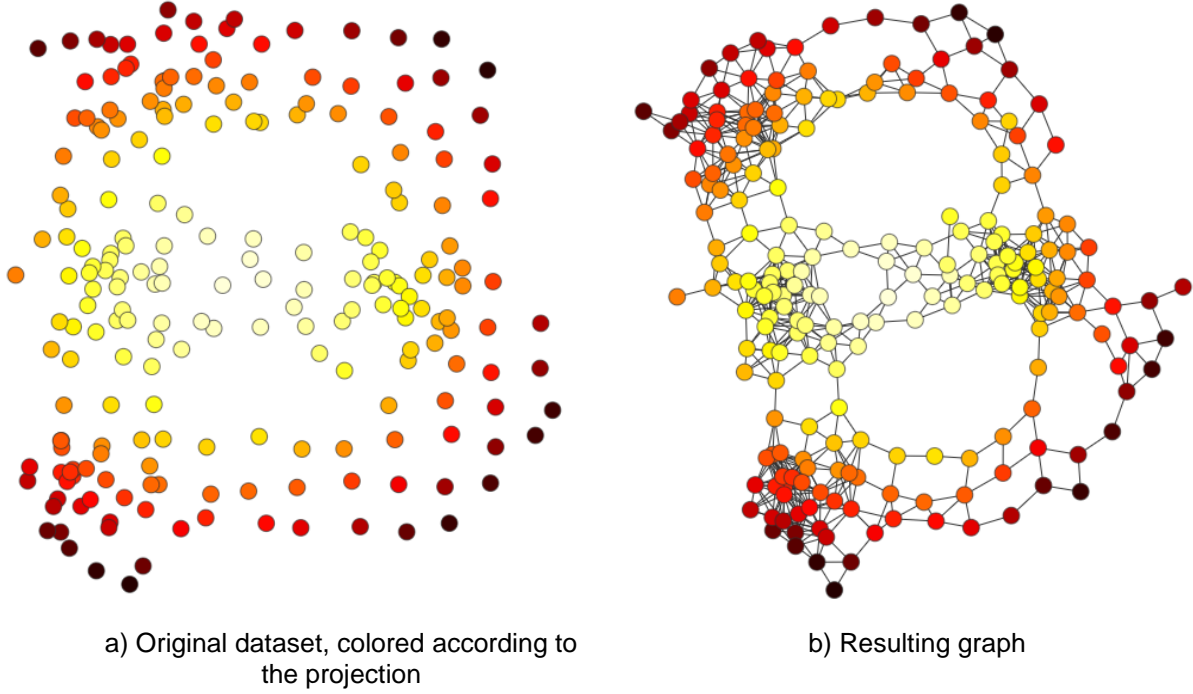 a) Original dataset, colored according to
the projection
b) Resulting graph